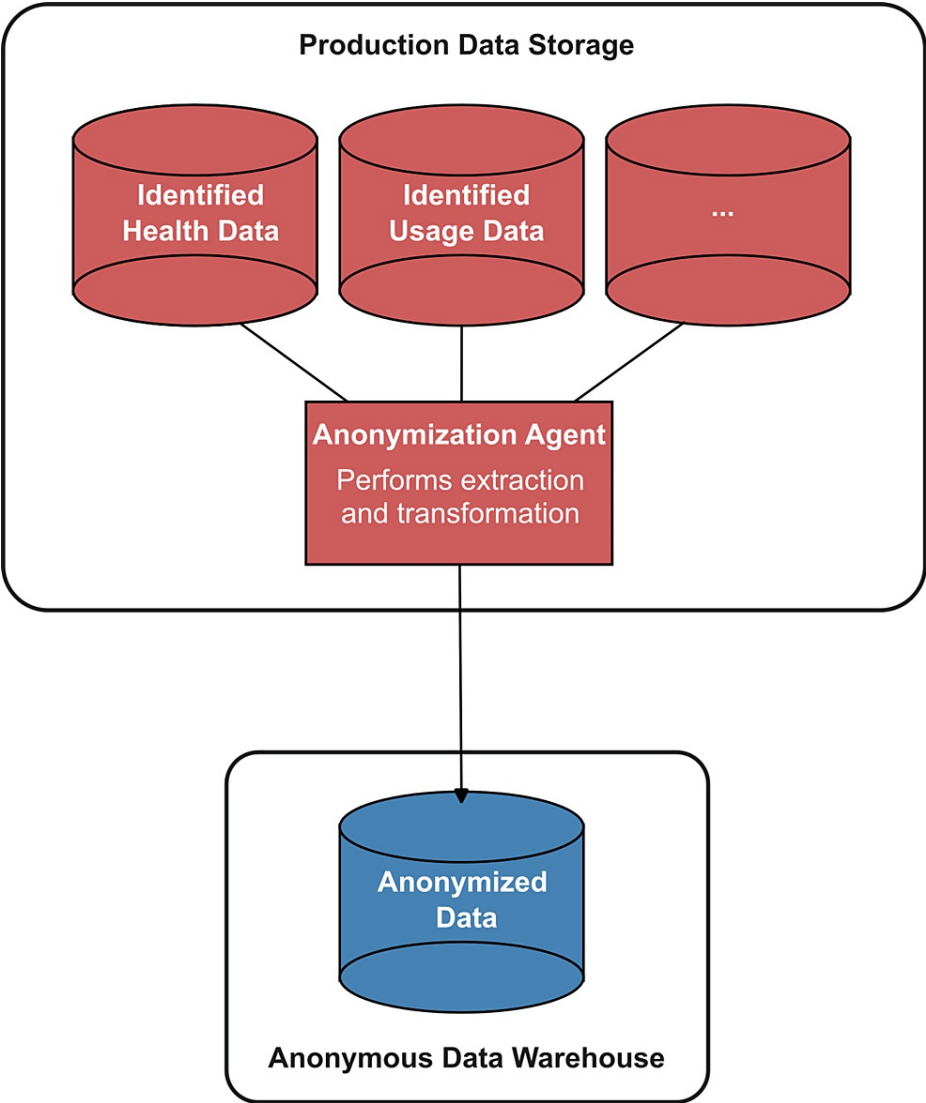 Production Data Storage
Identified
Health Data
Identified
Usage Data
...
Anonymization Agent
Performs extraction
and transformation
Anonymized
Data
Anonymous Data Warehouse